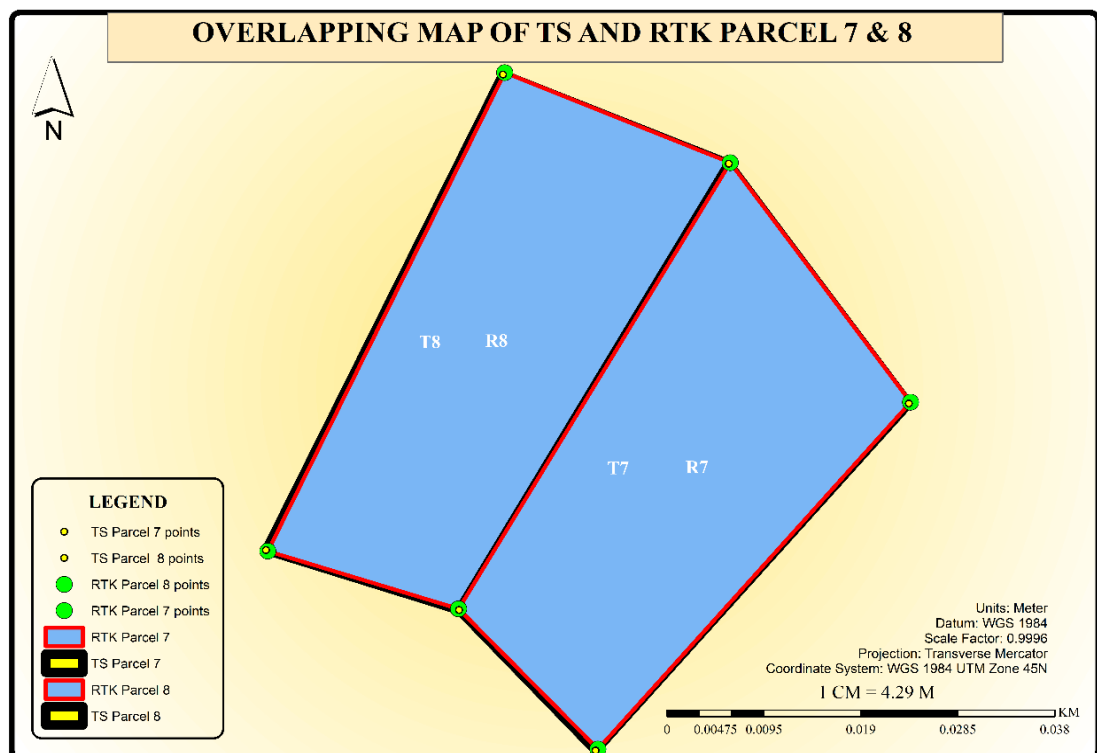 OVERLAPPING MAP OF TS AND RTK PARCEL 7 & 8
N
T8 R8
T7 R7
LEGEND
TS Parcel 7 points
TS Parcel 8 points
RTK Parcel 8 points
RTK Parcel 7 points
RTK Parcel 7
TS Parcel 7
RTK Parcel 8
TS Parcel 8
Units: Meter
Datum: WGS 1984
Scale Factor: 0.9996
Projection: Transverse Mercator
Coordinate System: WGS 1984 UTM Zone 45N
1 CM = 4.29 M
KM
0 0.00475 0.0095 0.019 0.0285 0.038